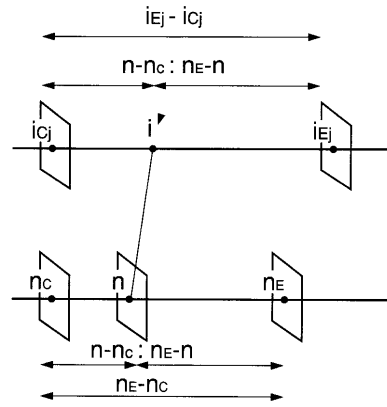 iEj - iCj
n-nC : nE-n
iCj i' iEj
nC n nE
n-nC : nE-n
nE-nC